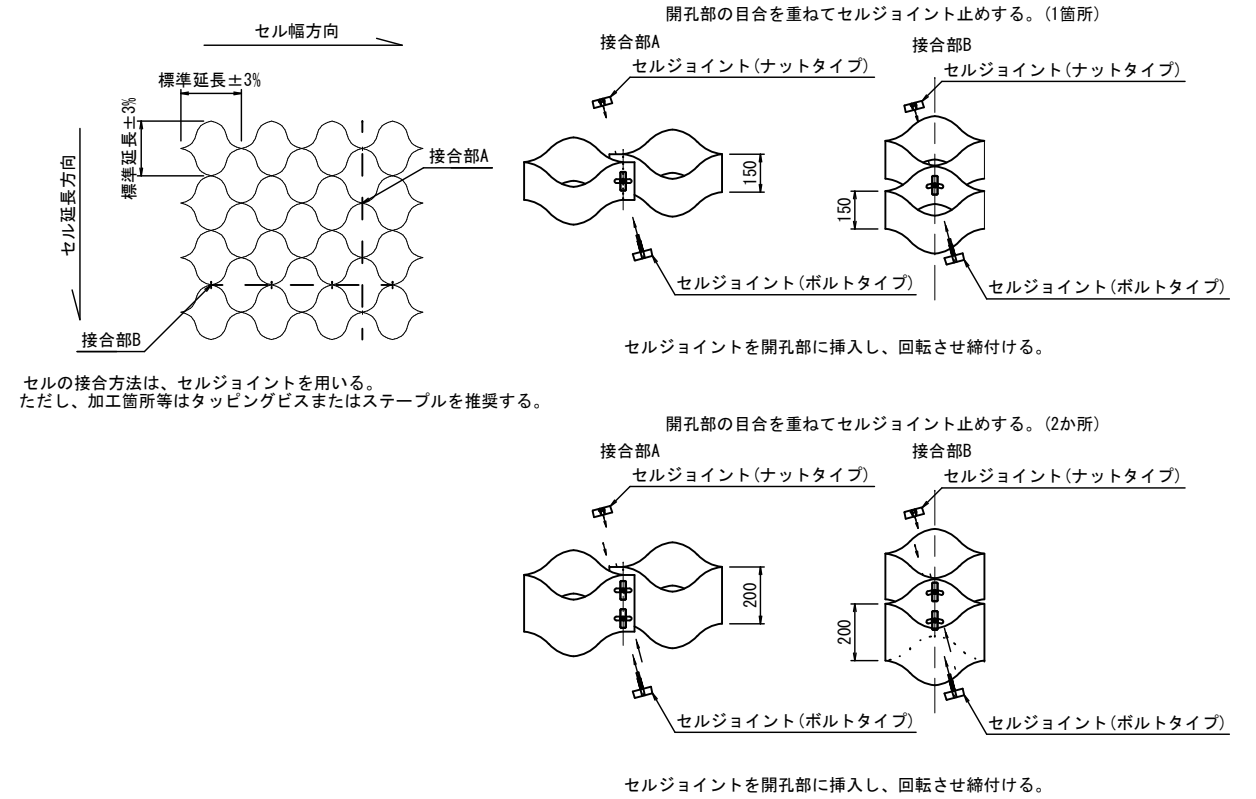 セル幅方向
標準延長±3%
標準延長±3%
セル延長方向
接合部A
接合部B
セルの接合方法は、セルジョイントを用いる。
ただし、加工箇所等はタッピングビスまたはステープルを推奨する。
開孔部の目合を重ねてセルジョイント止めする。(1箇所)
接合部A
セルジョイント(ナットタイプ)
150
セルジョイント(ボルトタイプ)
接合部B
セルジョイント(ナットタイプ)
150
セルジョイント(ボルトタイプ)
セルジョイントを開孔部に挿入し、回転させ締付ける。
開孔部の目合を重ねてセルジョイント止めする。(2か所)
接合部A
セルジョイント(ナットタイプ)
200
セルジョイント(ボルトタイプ)
接合部B
セルジョイント(ナットタイプ)
200
セルジョイント(ボルトタイプ)
セルジョイントを開孔部に挿入し、回転させ締付ける。